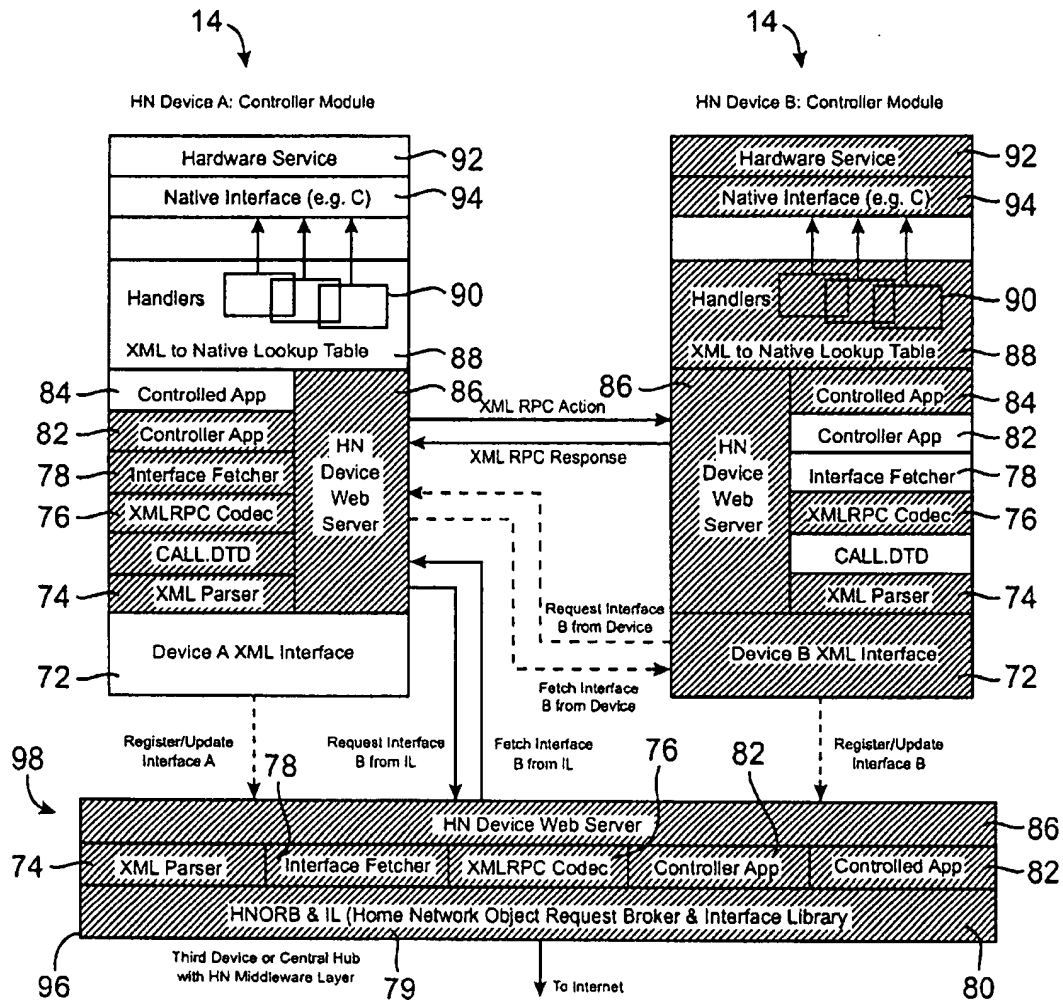 14
14
HN Device A: Controller Module
HN Device B: Controller Module
Hardware Service
92
Native Interface (e.g. C)
94
Handlers
90
XML to Native Lookup Table
88
84
Controlled App
86
82
Controller App
78
Interface Fetcher
76
XMLRPC Codec
CALL.DTD
74
XML Parser
HN
Device
Web
Server
Device A XML Interface
72
XML RPC Action
XML RPC Response
Request Interface
B from Device
Fetch Interface
B from Device
Hardware Service
92
Native Interface (e.g. C)
94
Handlers
90
XML to Native Lookup Table
88
86
HN
Device
Web
Server
Controlled App
84
Controller App
82
Interface Fetcher
78
XMLRPC Codec
76
CALL.DTD
XML Parser
74
Device B XML Interface
72
Register/Update
Interface A
Request Interface
B from IL
Fetch Interface
B from IL
Register/Update
Interface B
98
78
76
82
HN Device Web Server
86
74
XML Parser
Interface Fetcher
XMLRPC Codec
Controller App
Controlled App
82
HNORB & IL (Home Network Object Request Broker & Interface Library
96
Third Device or Central Hub
with HN Middleware Layer
79
To Internet
80